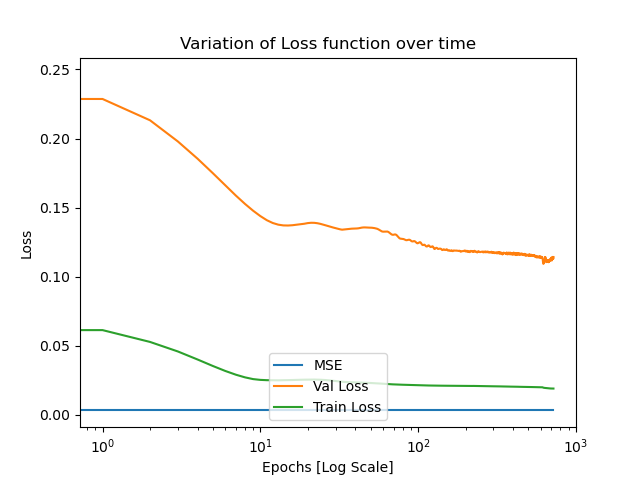 Variation of Loss function over time
0.25
0.20
0.15
0.10
0.05
0.00
Loss
MSE
Val Loss
Train Loss
10^0
10^1
10^2
10^3
Epochs [Log Scale]